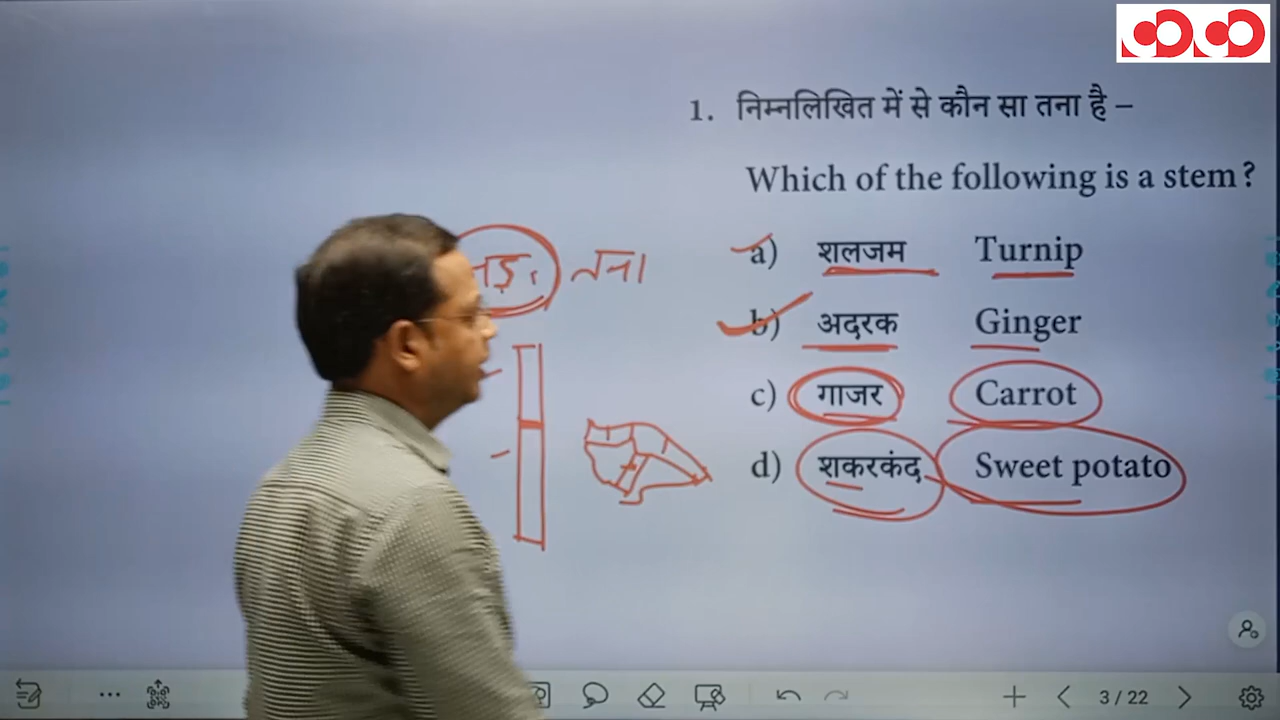 1. निम्नलिखित में से कौन सा तना है –
Which of the following is a stem?
तना
a) शलजम Turnip
b) अदरक Ginger
c) गाजर Carrot
d) शकरकंद Sweet potato
3 / 22